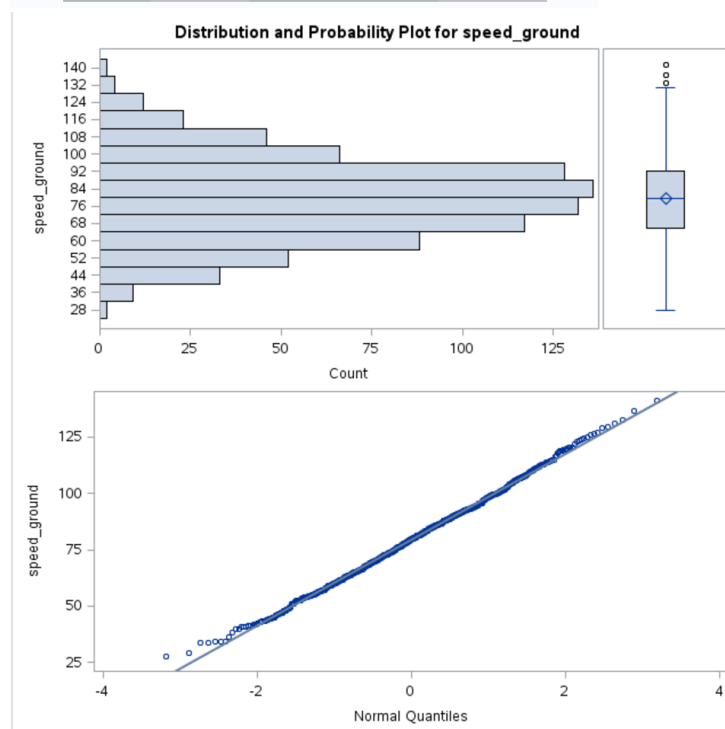 Distribution and Probability Plot for speed_ground
speed_ground
140
132
124
116
108
100
92
84
76
68
60
52
44
36
28
0 25 50 75 100 125
Count
speed_ground
125
100
75
50
25
-4 -2 0 2 4
Normal Quantiles